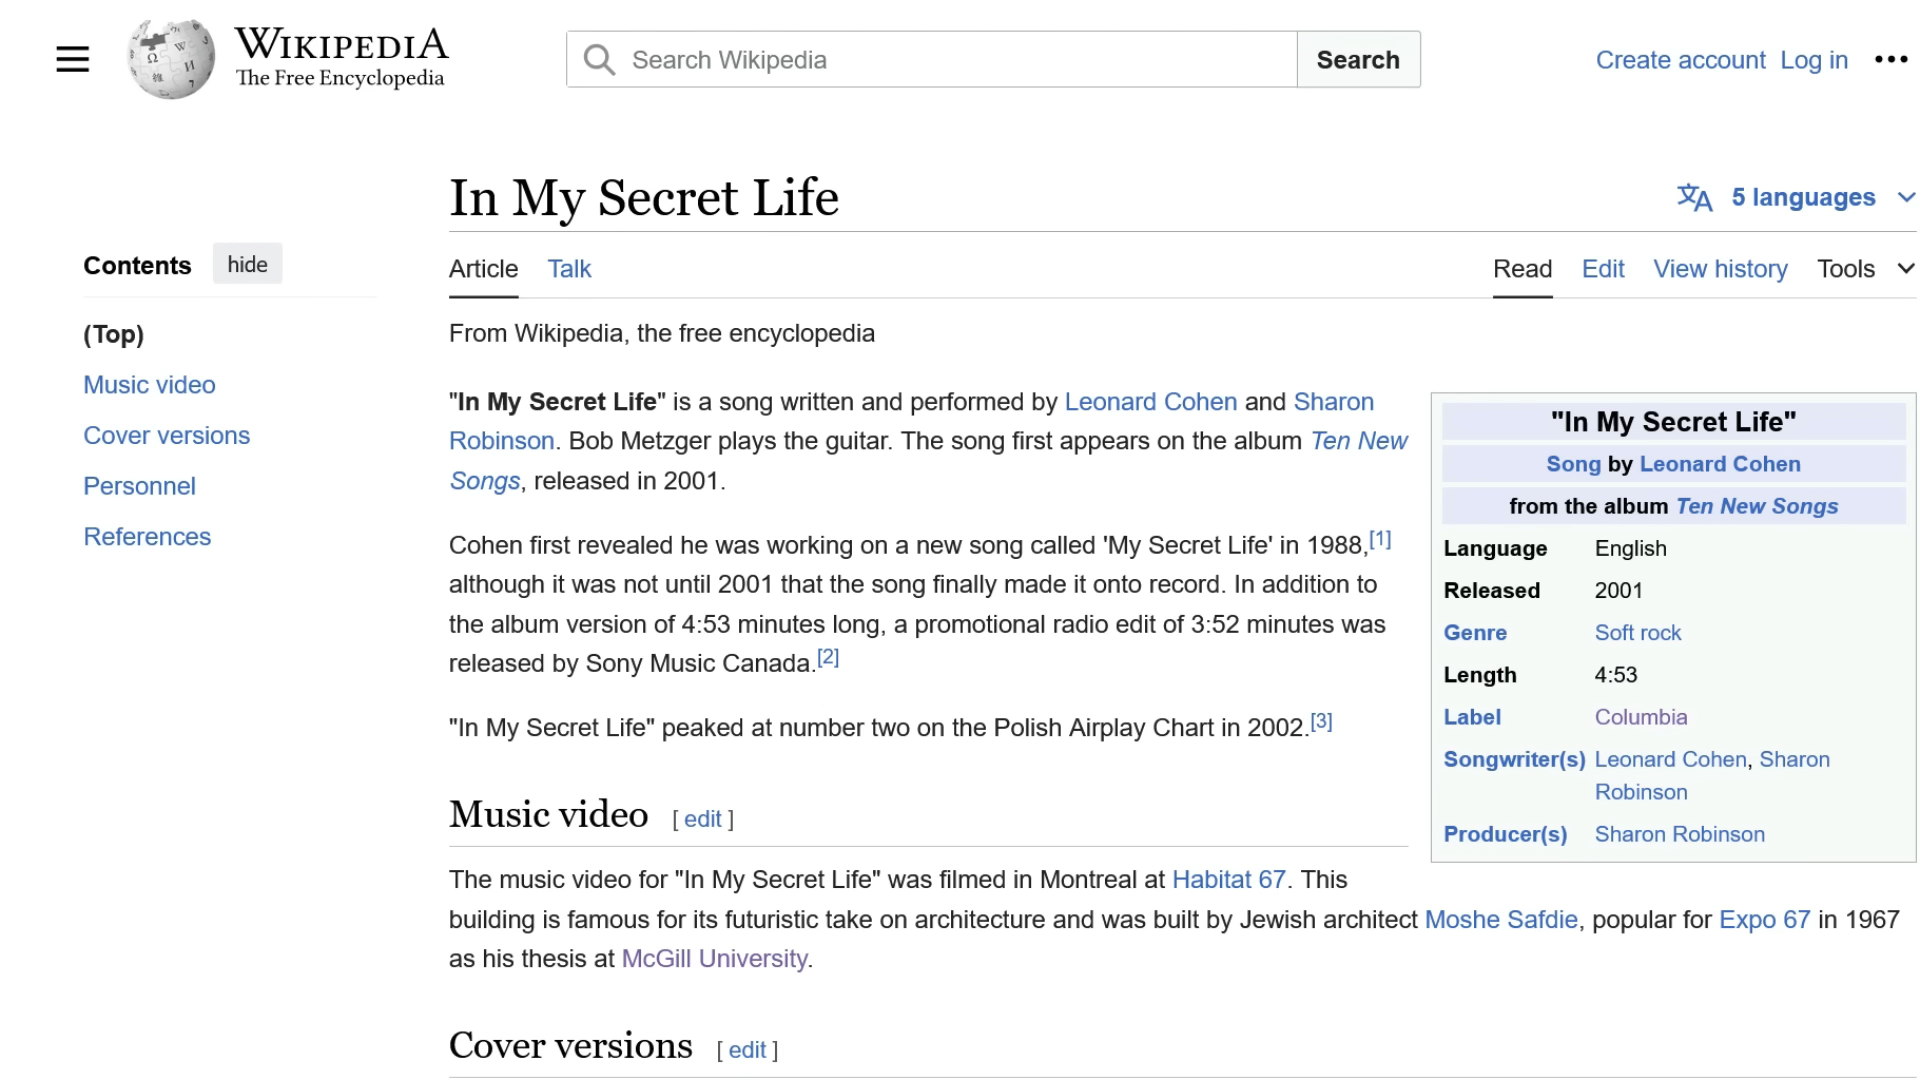 WIKIPEDIA
The Free Encyclopedia
Search Wikipedia
Search
Create account Log in
In My Secret Life
5 languages
Contents hide
Article Talk
Read Edit View history Tools
(Top)
Music video
Cover versions
Personnel
References
From Wikipedia, the free encyclopedia
"In My Secret Life" is a song written and performed by Leonard Cohen and Sharon
Robinson. Bob Metzger plays the guitar. The song first appears on the album Ten New
Songs, released in 2001.
Cohen first revealed he was working on a new song called 'My Secret Life' in 1988,[1]
although it was not until 2001 that the song finally made it onto record. In addition to
the album version of 4:53 minutes long, a promotional radio edit of 3:52 minutes was
released by Sony Music Canada.[2]
"In My Secret Life" peaked at number two on the Polish Airplay Chart in 2002.[3]
"In My Secret Life"
Song by Leonard Cohen
from the album Ten New Songs
Language English
Released 2001
Genre Soft rock
Length 4:53
Label Columbia
Songwriter(s) Leonard Cohen, Sharon
Robinson
Producer(s) Sharon Robinson
Music video [ edit ]
The music video for "In My Secret Life" was filmed in Montreal at Habitat 67. This
building is famous for its futuristic take on architecture and was built by Jewish architect Moshe Safdie, popular for Expo 67 in 1967
as his thesis at McGill University.
Cover versions [ edit ]